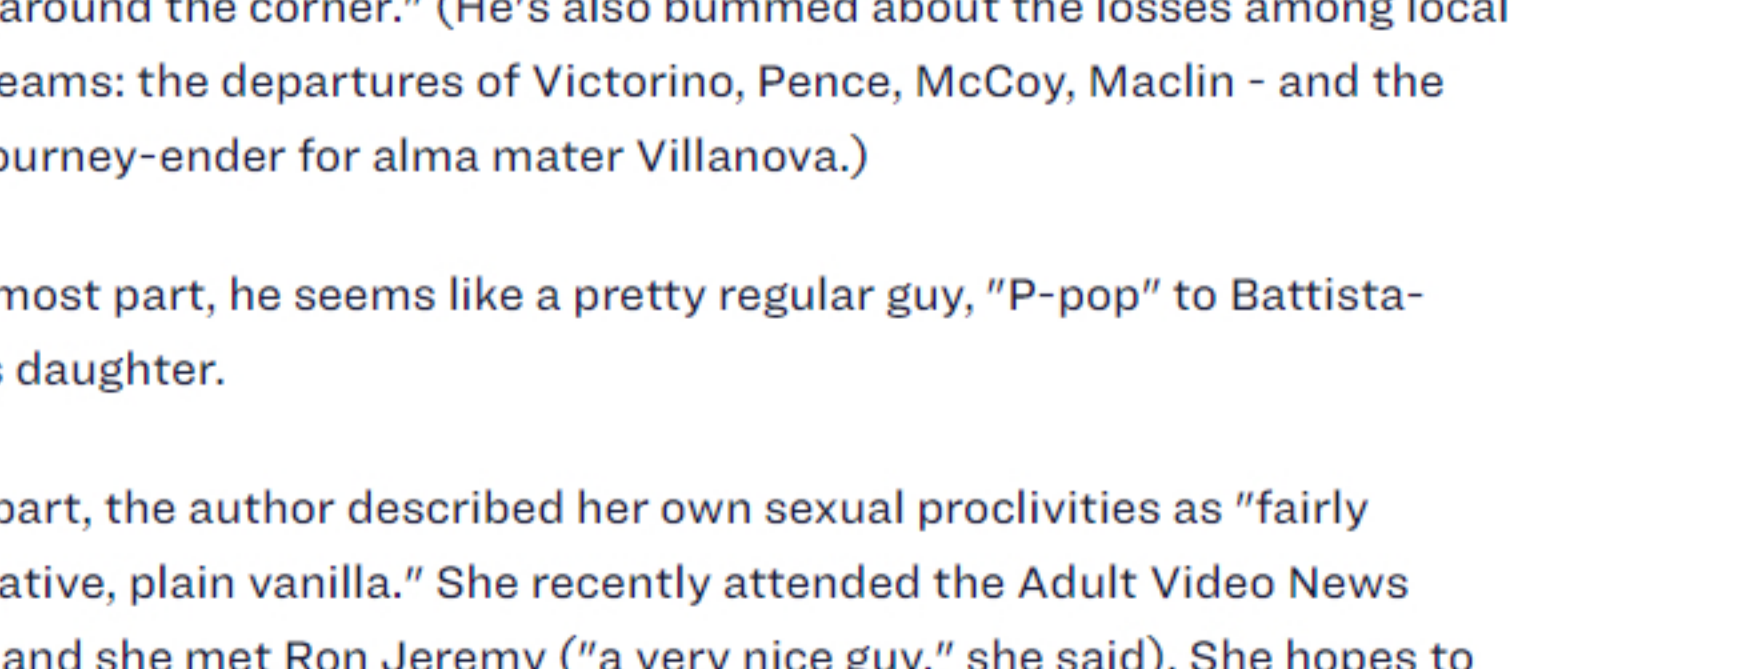 around the corner." (He's also bummed about the losses among local
eams: the departures of Victorino, Pence, McCoy, Maclin - and the
ourney-ender for alma mater Villanova.)
most part, he seems like a pretty regular guy, "P-pop" to Battista-
s daughter.
part, the author described her own sexual proclivities as "fairly
ative, plain vanilla." She recently attended the Adult Video News
and she met Ron Jeremy ("a very nice guy," she said). She hopes to